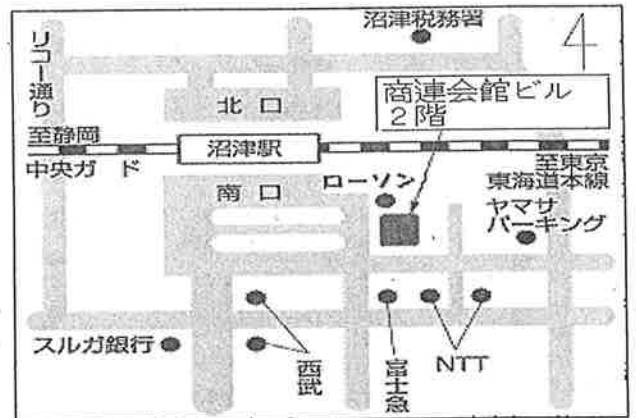 沼津税務署
4
リコー通り
北口
商連会館ビル
2階
至静岡
沼津駅
中央ガード
至東京
東海道本線
南口
ローソン
ヤマサ
パーキング
スルガ銀行
西武
富士急
NTT